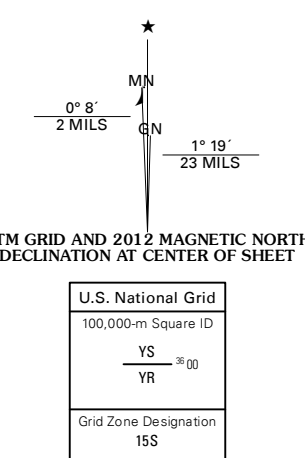 ★
MN
0° 8´
2 MILS
GN
1° 19´
23 MILS
TM GRID AND 2012 MAGNETIC NORTH
DECLINATION AT CENTER OF SHEET
U.S. National Grid
100,000-m Square ID
YS
36 00
YR
Grid Zone Designation
15S